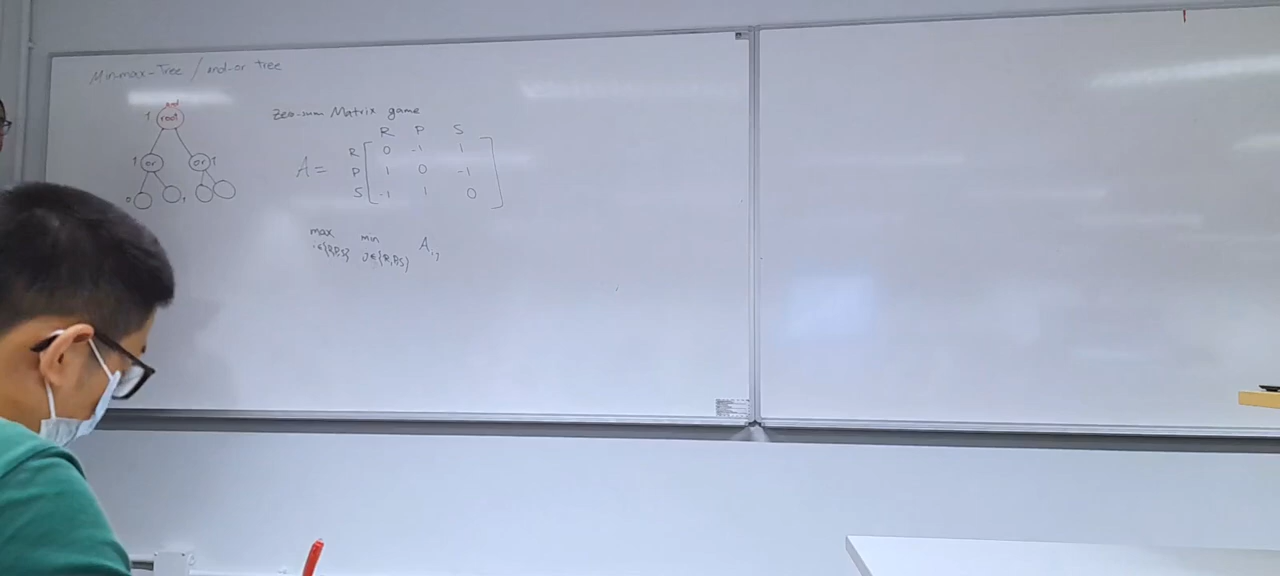 Min-max-Tree / and-or tree
and
1 root
1 or or 1
0 1
Zero-sum Matrix game
R P S
R 0 -1 1
A = P 1 0 -1
S -1 1 0
max min A i,j
i∈{R,P,S} j∈{R,P,S}